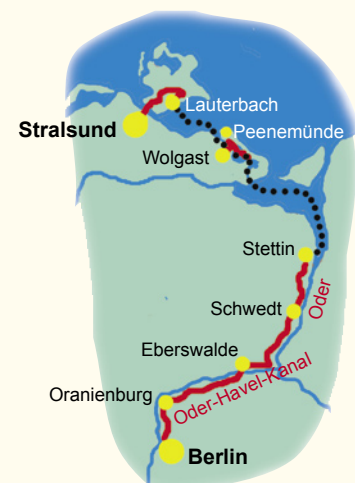 Lauterbach
Stralsund
Peenemünde
Wolgast
Stettin
Schwedt
Oder
Eberswalde
Oder-Havel-Kanal
Oranienburg
Berlin